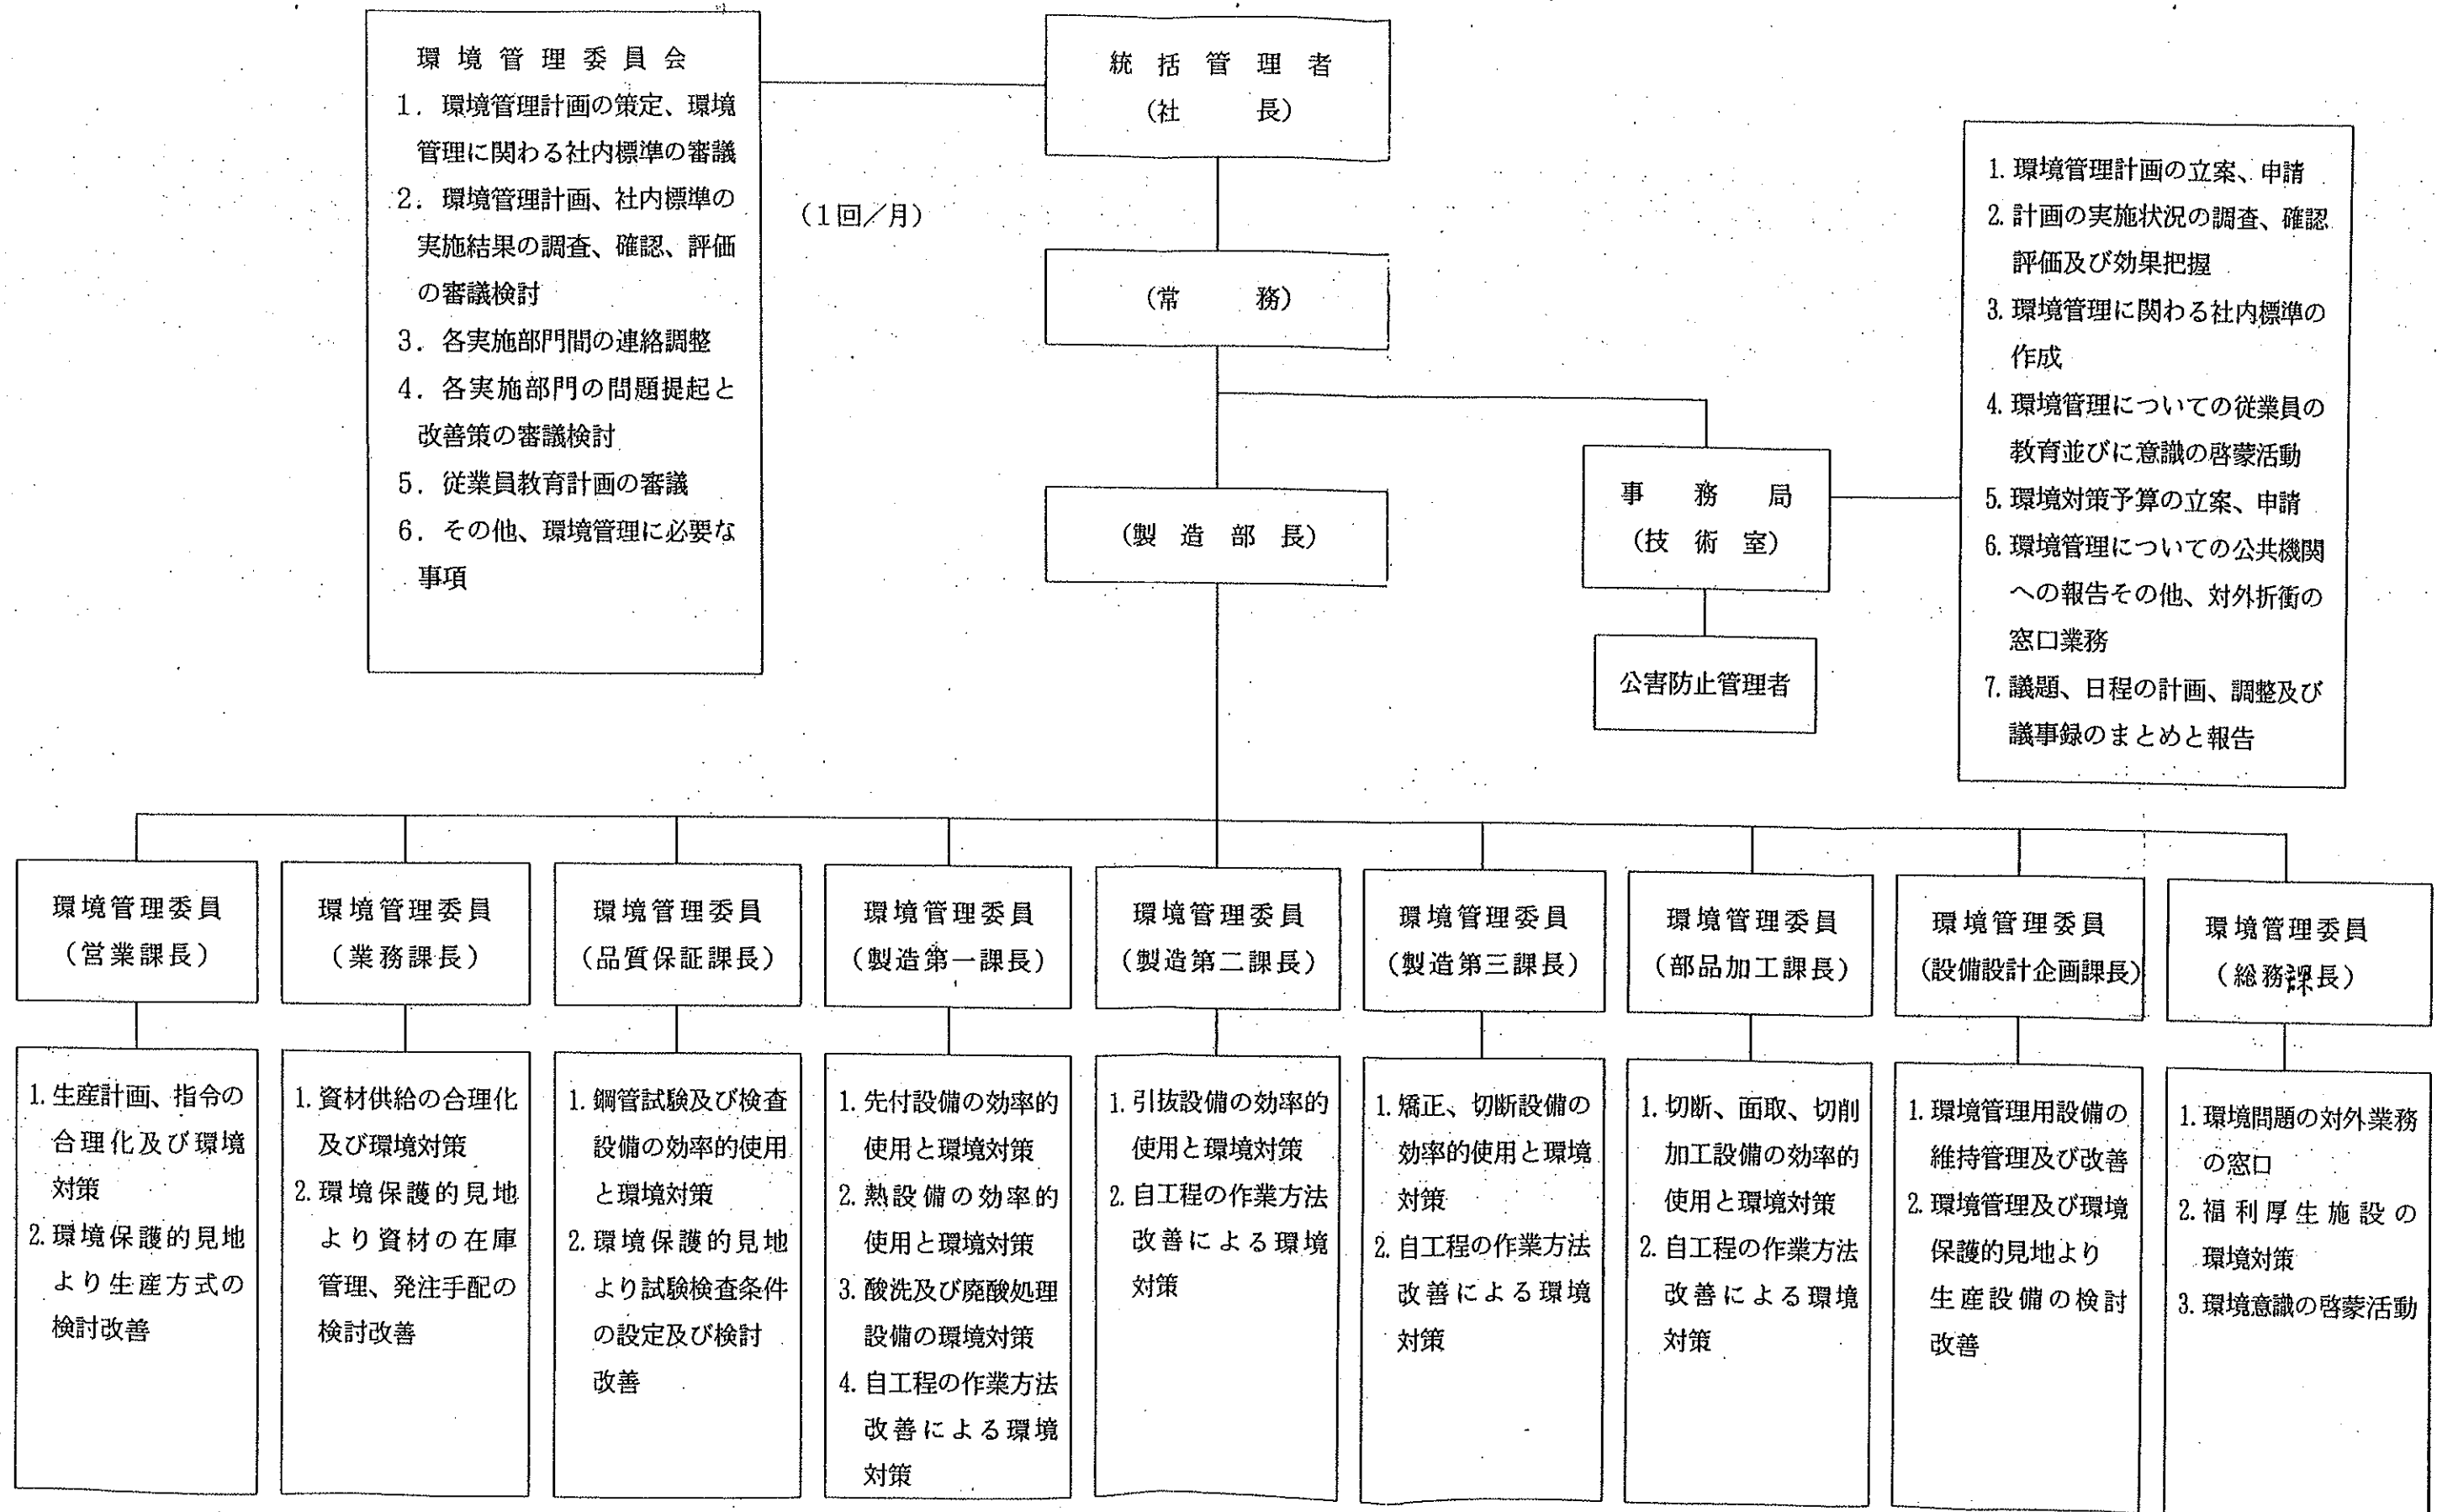 環境管理委員会
1. 環境管理計画の策定、環境
管理に関わる社内標準の審議
2. 環境管理計画、社内標準の
実施結果の調査、確認、評価
の審議検討
3. 各実施部門間の連絡調整
4. 各実施部門の問題提起と
改善策の審議検討
5. 従業員教育計画の審議
6. その他、環境管理に必要な
事項
(1回/月)
統括管理者
(社長)
(常務)
(製造部長)
事務局
(技術室)
公害防止管理者
1. 環境管理計画の立案、申請
2. 計画の実施状況の調査、確認
評価及び効果把握
3. 環境管理に関わる社内標準の
作成
4. 環境管理についての従業員の
教育並びに意識の啓蒙活動
5. 環境対策予算の立案、申請
6. 環境管理についての公共機関
への報告その他、対外折衝の
窓口業務
7. 議題、日程の計画、調整及び
議事録のまとめと報告
環境管理委員
(営業課長)
1. 生産計画、指令の
合理化及び環境
対策
2. 環境保護的見地
より生産方式の
検討改善
環境管理委員
(業務課長)
1. 資材供給の合理化
及び環境対策
2. 環境保護的見地
より資材の在庫
管理、発注手配の
検討改善
環境管理委員
(品質保証課長)
1. 鋼管試験及び検査
設備の効率的使用
と環境対策
2. 環境保護的見地
より試験検査条件
の設定及び検討
改善
環境管理委員
(製造第一課長)
1. 先付設備の効率的
使用と環境対策
2. 熱設備の効率的
使用と環境対策
3. 酸洗及び廃酸処理
設備の環境対策
4. 自工程の作業方法
改善による環境
対策
環境管理委員
(製造第二課長)
1. 引抜設備の効率的
使用と環境対策
2. 自工程の作業方法
改善による環境
対策
環境管理委員
(製造第三課長)
1. 矯正、切断設備の
効率的使用と環境
対策
2. 自工程の作業方法
改善による環境
対策
環境管理委員
(部品加工課長)
1. 切断、面取、切削
加工設備の効率的
使用と環境対策
2. 自工程の作業方法
改善による環境
対策
環境管理委員
(設備設計企画課長)
1. 環境管理用設備の
維持管理及び改善
2. 環境管理及び環境
保護的見地より
生産設備の検討
改善
環境管理委員
(総務課長)
1. 環境問題の対外業務
の窓口
2. 福利厚生施設の
環境対策
3. 環境意識の啓蒙活動